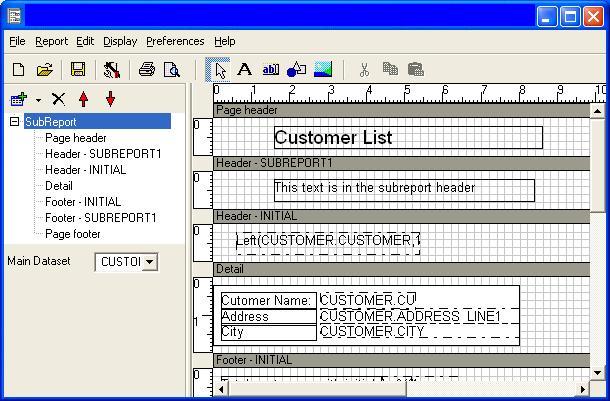 File Report Edit Display Preferences Help
A ab
0 1 2 3 4 5 6 7 8 9 10
SubReport
Page header
Header - SUBREPORT1
Header - INITIAL
Detail
Footer - INITIAL
Footer - SUBREPORT1
Page footer
Main Dataset CUSTOI
Page header
0
Customer List
Header - SUBREPORT1
0
This text is in the subreport header
Header - INITIAL
0
Left(CUSTOMER.CUSTOMER,1
Detail
0
Cutomer Name: CUSTOMER.CU
1
Address CUSTOMER.ADDRESS_LINE1
City CUSTOMER.CITY
Footer - INITIAL
0